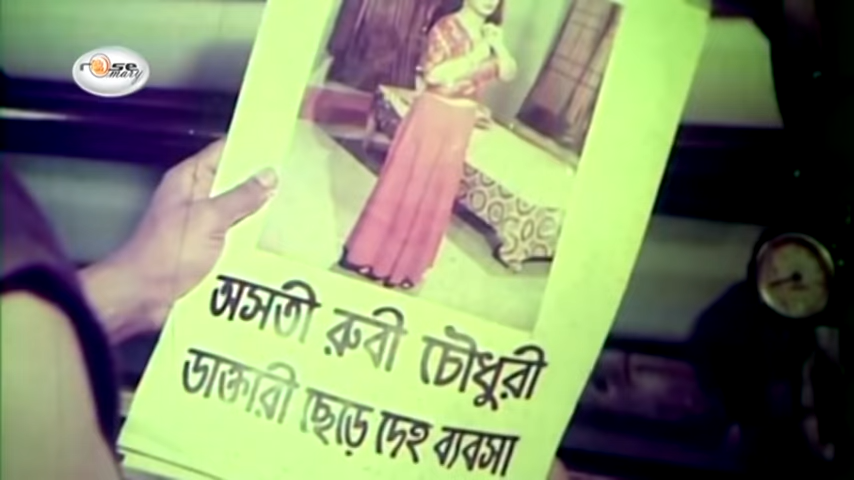 rose
mary
অসতী রুবী চৌধুরী
ডাক্তারী ছেড়ে দেহ ব্যবসা